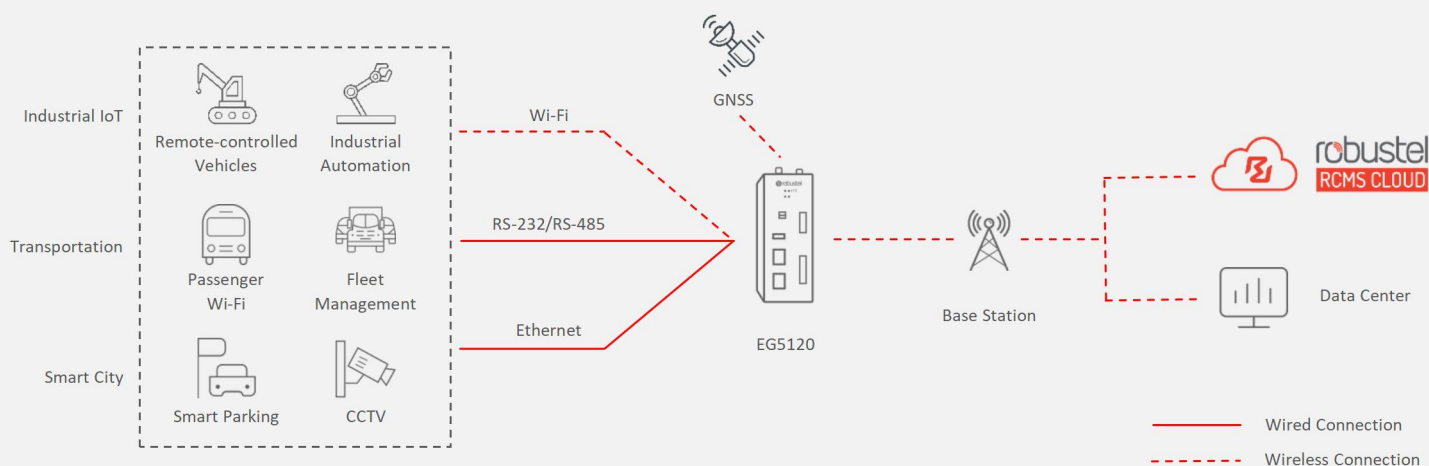 GNSS
Industrial IoT
Remote-controlled
Vehicles
Industrial
Automation
Wi-Fi
robustel
RCMS CLOUD
robustel
Transportation
Passenger
Wi-Fi
Fleet
Management
RS-232/RS-485
Base Station
Data Center
Ethernet
EG5120
Smart City
Smart Parking
CCTV
Wired Connection
Wireless Connection